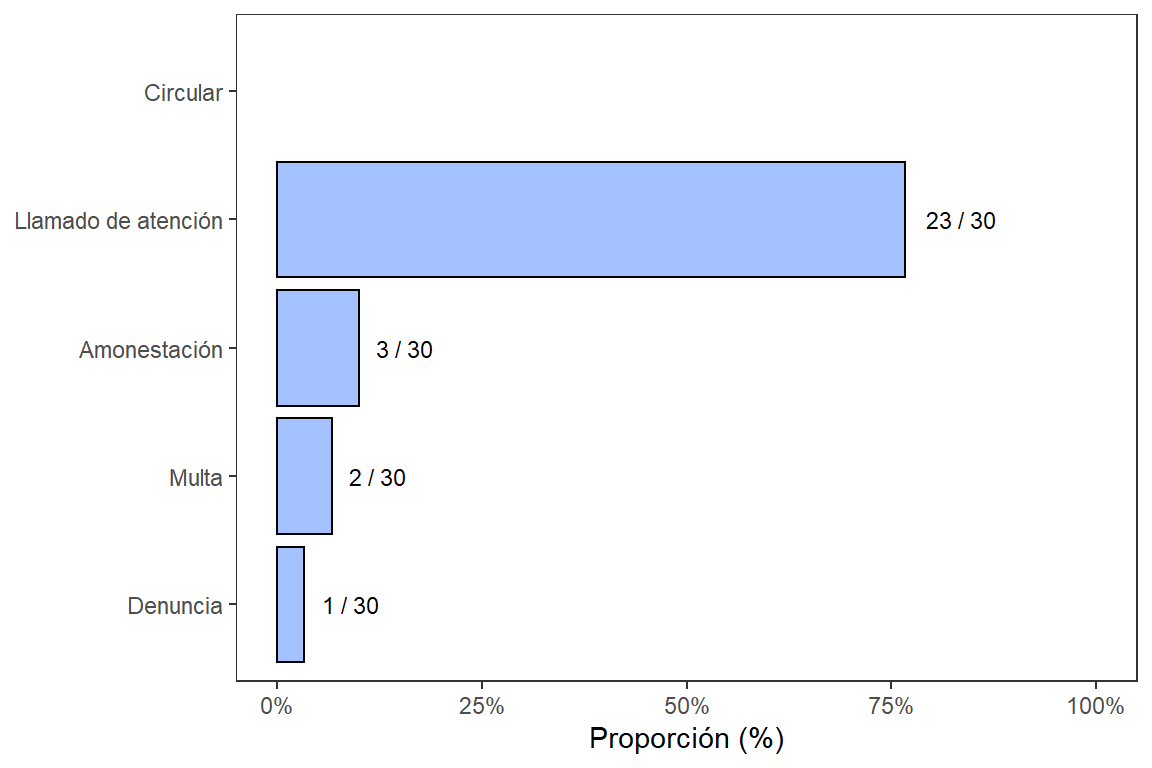 Circular
Llamado de atención
23 / 30
Amonestación
3 / 30
Multa
2 / 30
Denuncia
1 / 30
0% 25% 50% 75% 100%
Proporción (%)